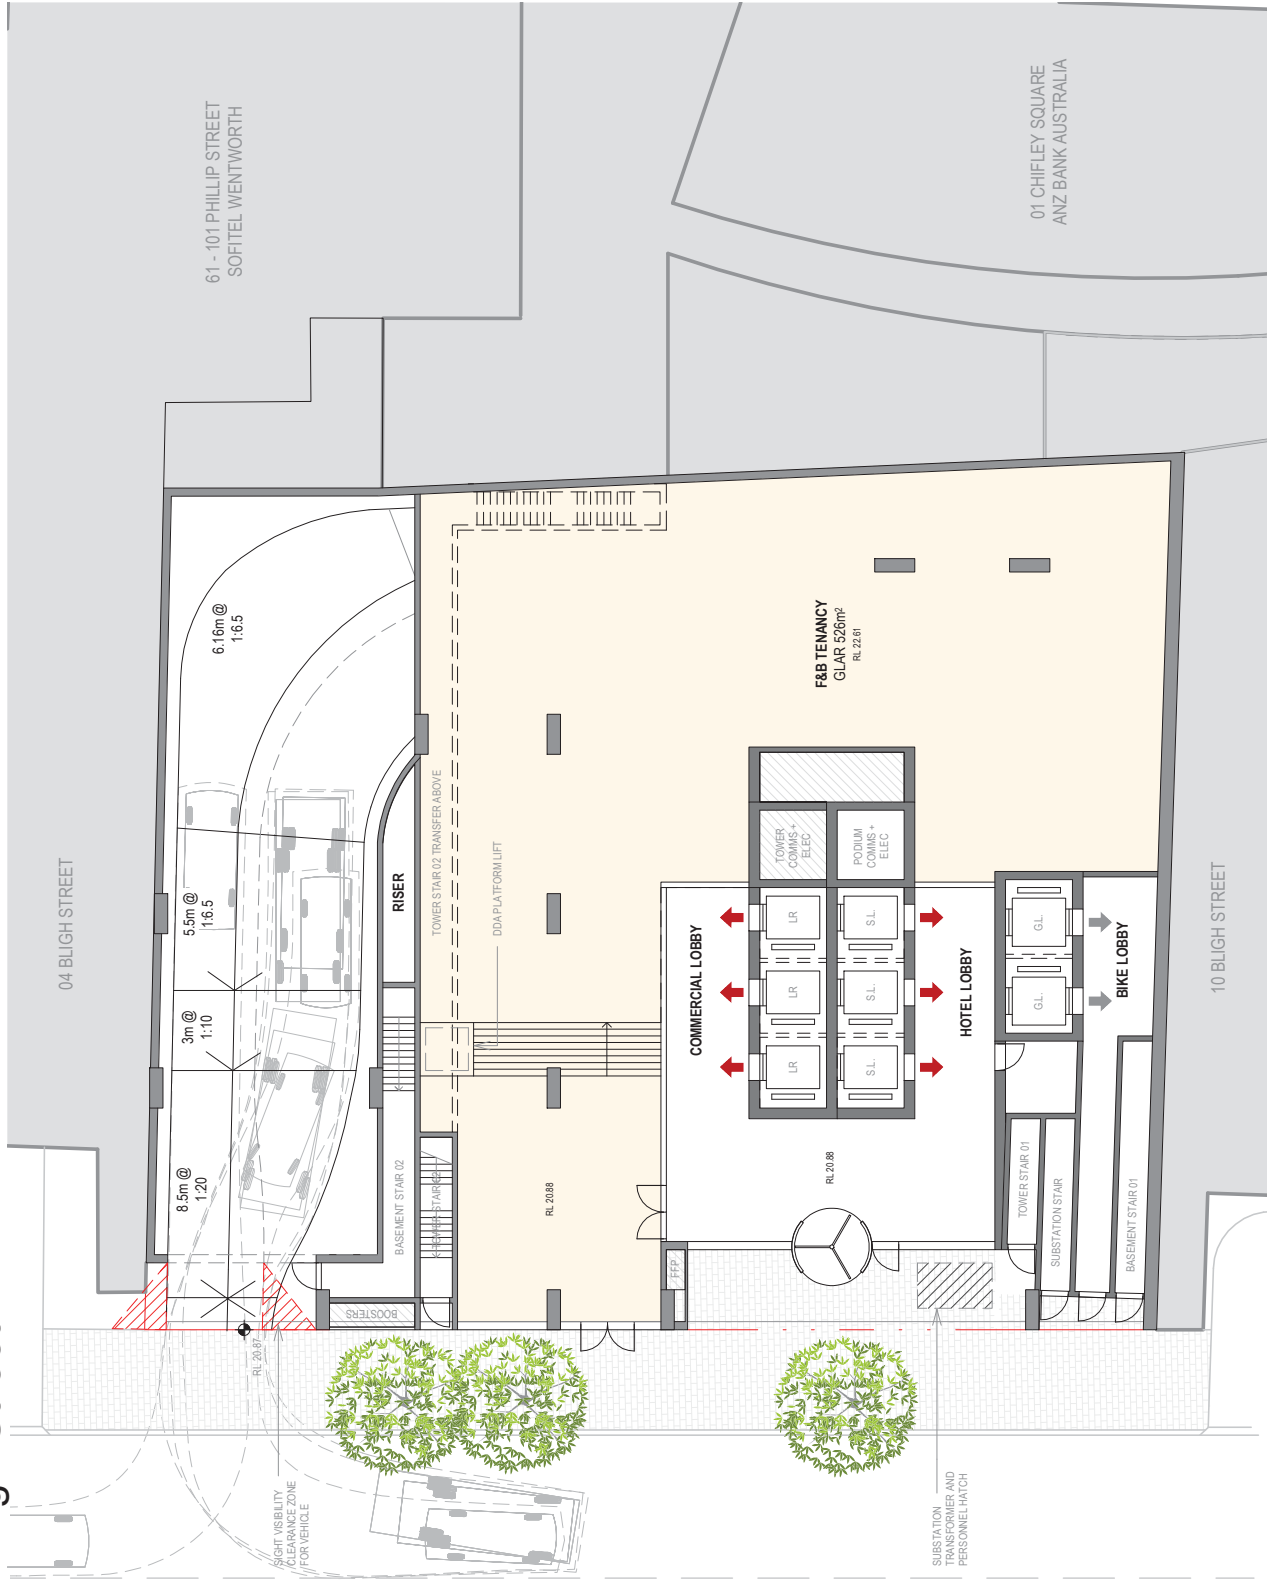 61 - 101 PHILLIP STREET
SOFITEL WENTWORTH
01 CHIFLEY SQUARE
ANZ BANK AUSTRALIA
04 BLIGH STREET
10 BLIGH STREET
6.16m @
1:6.5
5.5m @
1:6.5
3m @
1:10
8.5m @
1:20
RISER
TOWER STAIR 02 TRANSFER ABOVE
DDA PLATFORM LIFT
F&B TENANCY
GLAR 526m²
RL 22.61
TOWER
COMMS +
ELEC
PODIUM
COMMS +
ELEC
COMMERCIAL LOBBY
LR
LR
LR
S.L.
S.L.
S.L.
HOTEL LOBBY
G.L.
G.L.
BIKE LOBBY
BASEMENT STAIR 02
TOWER STAIR 02
RL 20.88
RL 20.88
TOWER STAIR 01
SUBSTATION STAIR
BASEMENT STAIR 01
BOOSTERS
FFP
RL 20.87
SIGHT VISIBILITY
CLEARANCE ZONE
FOR VEHICLE
SUBSTATION
TRANSFORMER AND
PERSONNEL HATCH